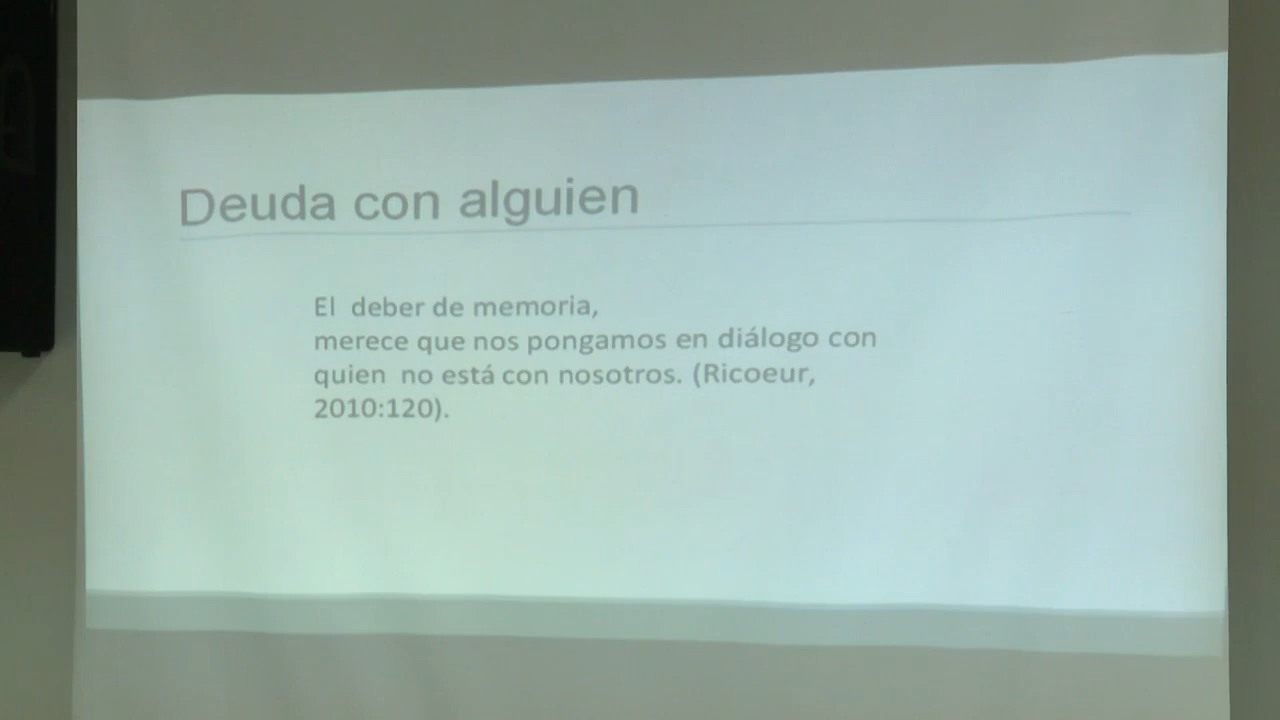 Deuda con alguien
El deber de memoria,
merece que nos pongamos en diálogo con
quien no está con nosotros. (Ricoeur,
2010:120).